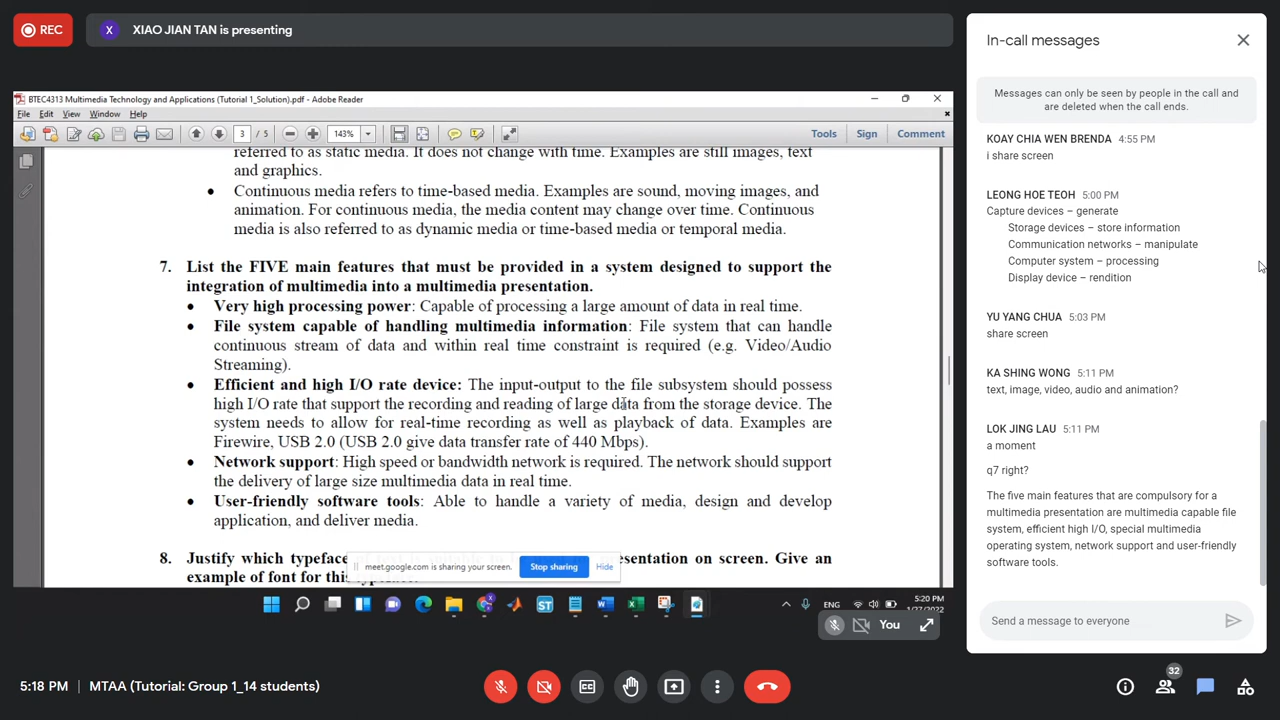 REC
X
XIAO JIAN TAN is presenting
BTEC4313 Multimedia Technology and Applications (Tutorial 1_Solution).pdf - Adobe Reader
File Edit View Window Help
3 / 5
143%
Tools Sign Comment
referred to as static media. It does not change with time. Examples are still images, text
and graphics.
• Continuous media refers to time-based media. Examples are sound, moving images, and
animation. For continuous media, the media content may change over time. Continuous
media is also referred to as dynamic media or time-based media or temporal media.
7. List the FIVE main features that must be provided in a system designed to support the
integration of multimedia into a multimedia presentation.
• Very high processing power: Capable of processing a large amount of data in real time.
• File system capable of handling multimedia information: File system that can handle
continuous stream of data and within real time constraint is required (e.g. Video/Audio
Streaming).
• Efficient and high I/O rate device: The input-output to the file subsystem should possess
high I/O rate that support the recording and reading of large data from the storage device. The
system needs to allow for real-time recording as well as playback of data. Examples are
Firewire, USB 2.0 (USB 2.0 give data transfer rate of 440 Mbps).
• Network support: High speed or bandwidth network is required. The network should support
the delivery of large size multimedia data in real time.
• User-friendly software tools: Able to handle a variety of media, design and develop
application, and deliver media.
8. Justify which typeface presentation on screen. Give an
example of font for this
meet.google.com is sharing your screen.
Stop sharing
Hide
ST
ENG
5:20 PM
1/27/2022
You
5:18 PM MTAA (Tutorial: Group 1_14 students)
In-call messages
Messages can only be seen by people in the call and
are deleted when the call ends.
KOAY CHIA WEN BRENDA 4:55 PM
i share screen
LEONG HOE TEOH 5:00 PM
Capture devices – generate
Storage devices – store information
Communication networks – manipulate
Computer system – processing
Display device – rendition
YU YANG CHUA 5:03 PM
share screen
KA SHING WONG 5:11 PM
text, image, video, audio and animation?
LOK JING LAU 5:11 PM
a moment
q7 right?
The five main features that are compulsory for a
multimedia presentation are multimedia capable file
system, efficient high I/O, special multimedia
operating system, network support and user-friendly
software tools.
Send a message to everyone
32